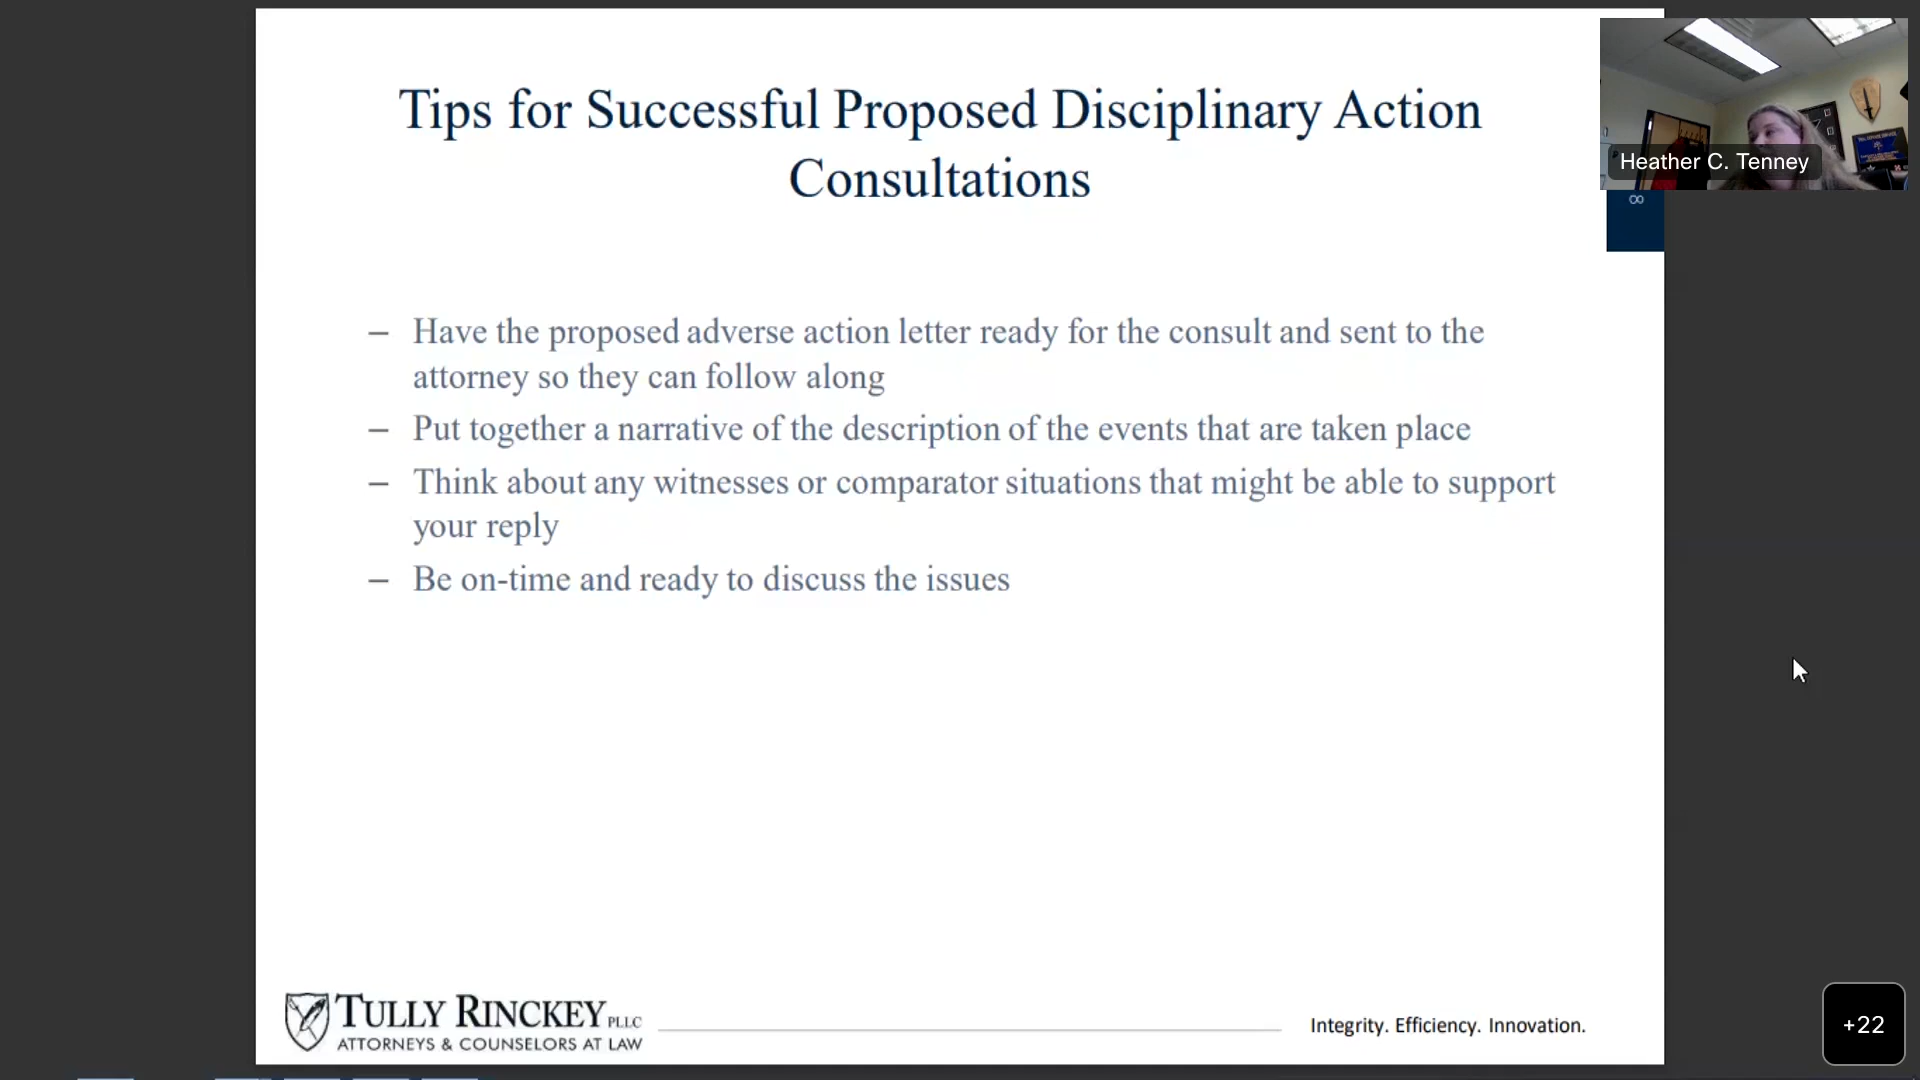 Tips for Successful Proposed Disciplinary Action
Consultations
Heather C. Tenney
8
– Have the proposed adverse action letter ready for the consult and sent to the
attorney so they can follow along
– Put together a narrative of the description of the events that are taken place
– Think about any witnesses or comparator situations that might be able to support
your reply
– Be on-time and ready to discuss the issues
TULLY RINCKEY PLLC
ATTORNEYS & COUNSELORS AT LAW
Integrity. Efficiency. Innovation.
+22